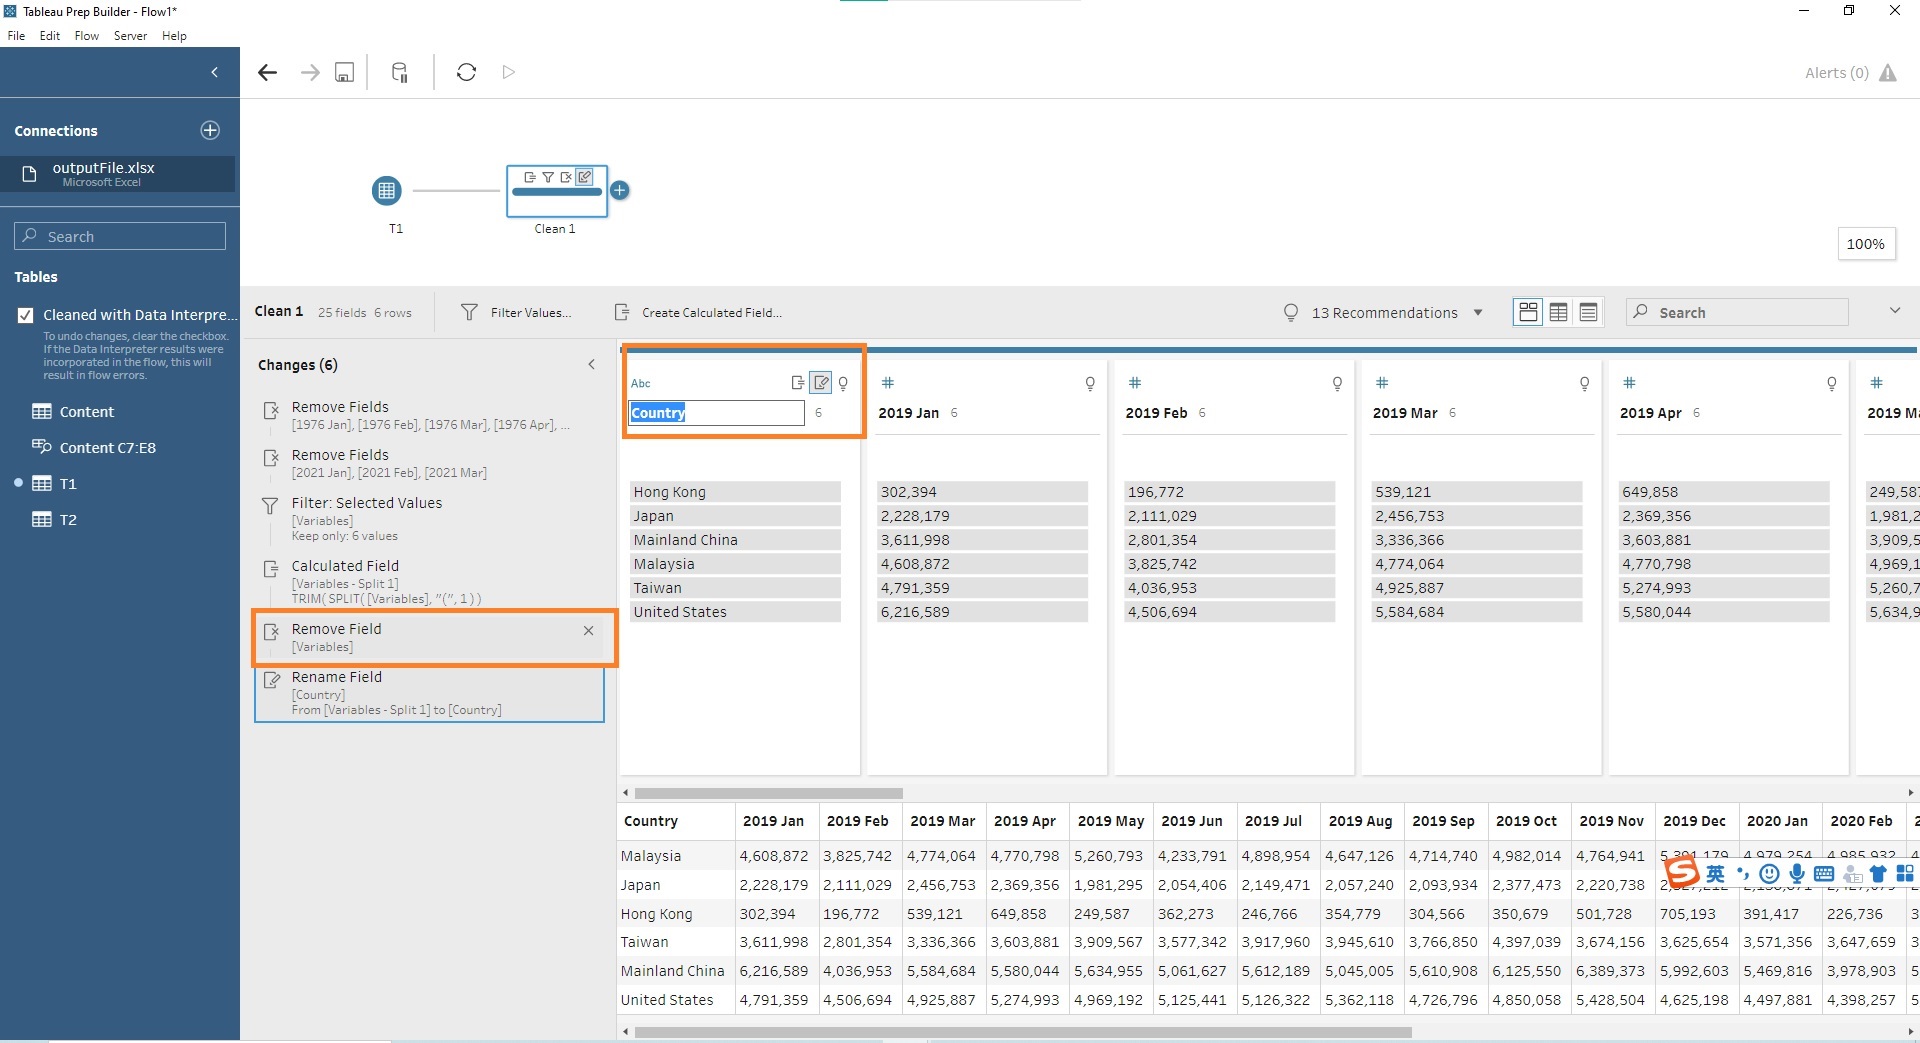 Tableau Prep Builder - Flow1*
File Edit Flow Server Help
Alerts (0)
Connections
outputFile.xlsx
Microsoft Excel
Search
Tables
Cleaned with Data Interpre...
To undo changes, clear the checkbox.
If the Data Interpreter results were
incorporated in the flow, this will
result in flow errors.
Content
Content C7:E8
T1
T2
T1
Clean 1
100%
Clean 1 25 fields 6 rows Filter Values... Create Calculated Field... 13 Recommendations Search
Changes (6)
Remove Fields
[1976 Jan], [1976 Feb], [1976 Mar], [1976 Apr], ...
Remove Fields
[2021 Jan], [2021 Feb], [2021 Mar]
Filter: Selected Values
[Variables]
Keep only: 6 values
Calculated Field
[Variables - Split 1]
TRIM( SPLIT( [Variables], "(", 1 ) )
Remove Field
[Variables]
Rename Field
[Country]
From [Variables - Split 1] to [Country]
Abc # # # # #
Country 6 2019 Jan 6 2019 Feb 6 2019 Mar 6 2019 Apr 6 2019 Ma
Hong Kong 302,394 196,772 539,121 649,858 249,587
Japan 2,228,179 2,111,029 2,456,753 2,369,356 1,981,2
Mainland China 3,611,998 2,801,354 3,336,366 3,603,881 3,909,5
Malaysia 4,608,872 3,825,742 4,774,064 4,770,798 4,969,1
Taiwan 4,791,359 4,036,953 4,925,887 5,274,993 5,260,7
United States 6,216,589 4,506,694 5,584,684 5,580,044 5,634,9
Country 2019 Jan 2019 Feb 2019 Mar 2019 Apr 2019 May 2019 Jun 2019 Jul 2019 Aug 2019 Sep 2019 Oct 2019 Nov 2019 Dec 2020 Jan 2020 Feb 2
Malaysia 4,608,872 3,825,742 4,774,064 4,770,798 5,260,793 4,233,791 4,898,954 4,647,126 4,714,740 4,982,014 4,764,941 5,391,179 4,979,254 4,985,932 4
Japan 2,228,179 2,111,029 2,456,753 2,369,356 1,981,295 2,054,406 2,149,471 2,057,240 2,093,934 2,377,473 2,220,738
S 英
Hong Kong 302,394 196,772 539,121 649,858 249,587 362,273 246,766 354,779 304,566 350,679 501,728 705,193 391,417 226,736 3
Taiwan 3,611,998 2,801,354 3,336,366 3,603,881 3,909,567 3,577,342 3,917,960 3,945,610 3,766,850 4,397,039 3,674,156 3,625,654 3,571,356 3,647,659 3
Mainland China 6,216,589 4,036,953 5,584,684 5,580,044 5,634,955 5,061,627 5,612,189 5,045,005 5,610,908 6,125,550 6,389,373 5,992,603 5,469,816 3,978,903 5
United States 4,791,359 4,506,694 4,925,887 5,274,993 4,969,192 5,125,441 5,126,322 5,362,118 4,726,796 4,850,058 5,428,504 4,625,198 4,497,881 4,398,257 5